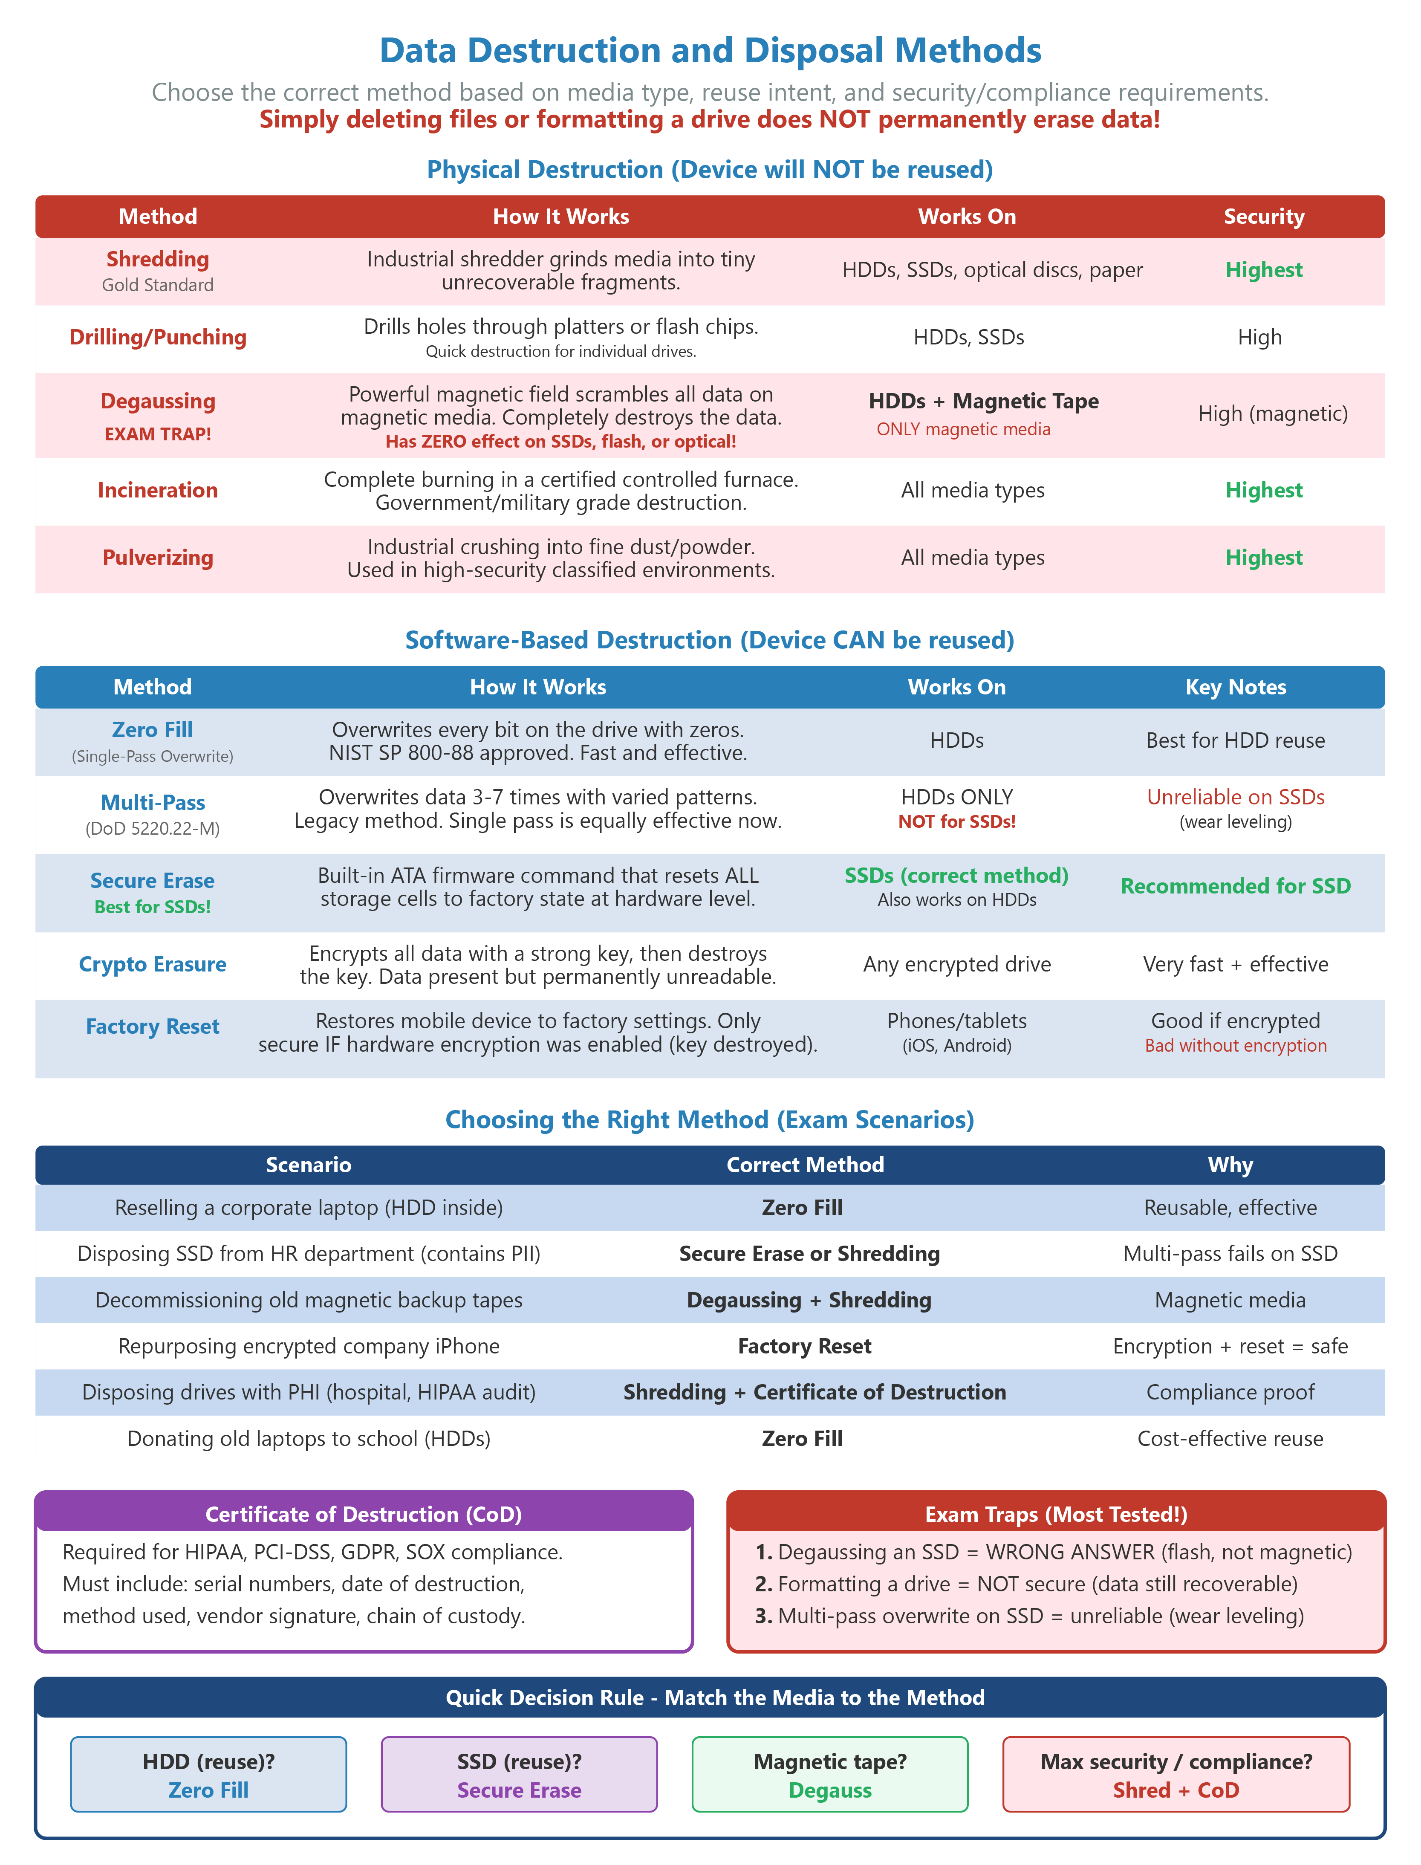 Data Destruction and Disposal Methods
Choose the correct method based on media type, reuse intent, and security/compliance requirements.
Simply deleting files or formatting a drive does NOT permanently erase data!
Physical Destruction (Device will NOT be reused)
Method How It Works Works On Security
Shredding
Gold Standard
Industrial shredder grinds media into tiny
unrecoverable fragments.
HDDs, SSDs, optical discs, paper
Highest
Drilling/Punching
Drills holes through platters or flash chips.
Quick destruction for individual drives.
HDDs, SSDs
High
Degaussing
EXAM TRAP!
Powerful magnetic field scrambles all data on
magnetic media. Completely destroys the data.
Has ZERO effect on SSDs, flash, or optical!
HDDs + Magnetic Tape
ONLY magnetic media
High (magnetic)
Incineration
Complete burning in a certified controlled furnace.
Government/military grade destruction.
All media types
Highest
Pulverizing
Industrial crushing into fine dust/powder.
Used in high-security classified environments.
All media types
Highest
Software-Based Destruction (Device CAN be reused)
Method How It Works Works On Key Notes
Zero Fill
(Single-Pass Overwrite)
Overwrites every bit on the drive with zeros.
NIST SP 800-88 approved. Fast and effective.
HDDs
Best for HDD reuse
Multi-Pass
(DoD 5220.22-M)
Overwrites data 3-7 times with varied patterns.
Legacy method. Single pass is equally effective now.
HDDs ONLY
NOT for SSDs!
Unreliable on SSDs
(wear leveling)
Secure Erase
Best for SSDs!
Built-in ATA firmware command that resets ALL
storage cells to factory state at hardware level.
SSDs (correct method)
Also works on HDDs
Recommended for SSD
Crypto Erasure
Encrypts all data with a strong key, then destroys
the key. Data present but permanently unreadable.
Any encrypted drive
Very fast + effective
Factory Reset
Restores mobile device to factory settings. Only
secure IF hardware encryption was enabled (key destroyed).
Phones/tablets
(iOS, Android)
Good if encrypted
Bad without encryption
Choosing the Right Method (Exam Scenarios)
Scenario Correct Method Why
Reselling a corporate laptop (HDD inside) Zero Fill Reusable, effective
Disposing SSD from HR department (contains PII) Secure Erase or Shredding Multi-pass fails on SSD
Decommissioning old magnetic backup tapes Degaussing + Shredding Magnetic media
Repurposing encrypted company iPhone Factory Reset Encryption + reset = safe
Disposing drives with PHI (hospital, HIPAA audit) Shredding + Certificate of Destruction Compliance proof
Donating old laptops to school (HDDs) Zero Fill Cost-effective reuse
Certificate of Destruction (CoD)
Required for HIPAA, PCI-DSS, GDPR, SOX compliance.
Must include: serial numbers, date of destruction,
method used, vendor signature, chain of custody.
Exam Traps (Most Tested!)
1. Degaussing an SSD = WRONG ANSWER (flash, not magnetic)
2. Formatting a drive = NOT secure (data still recoverable)
3. Multi-pass overwrite on SSD = unreliable (wear leveling)
Quick Decision Rule - Match the Media to the Method
HDD (reuse)?
Zero Fill
SSD (reuse)?
Secure Erase
Magnetic tape?
Degauss
Max security / compliance?
Shred + CoD